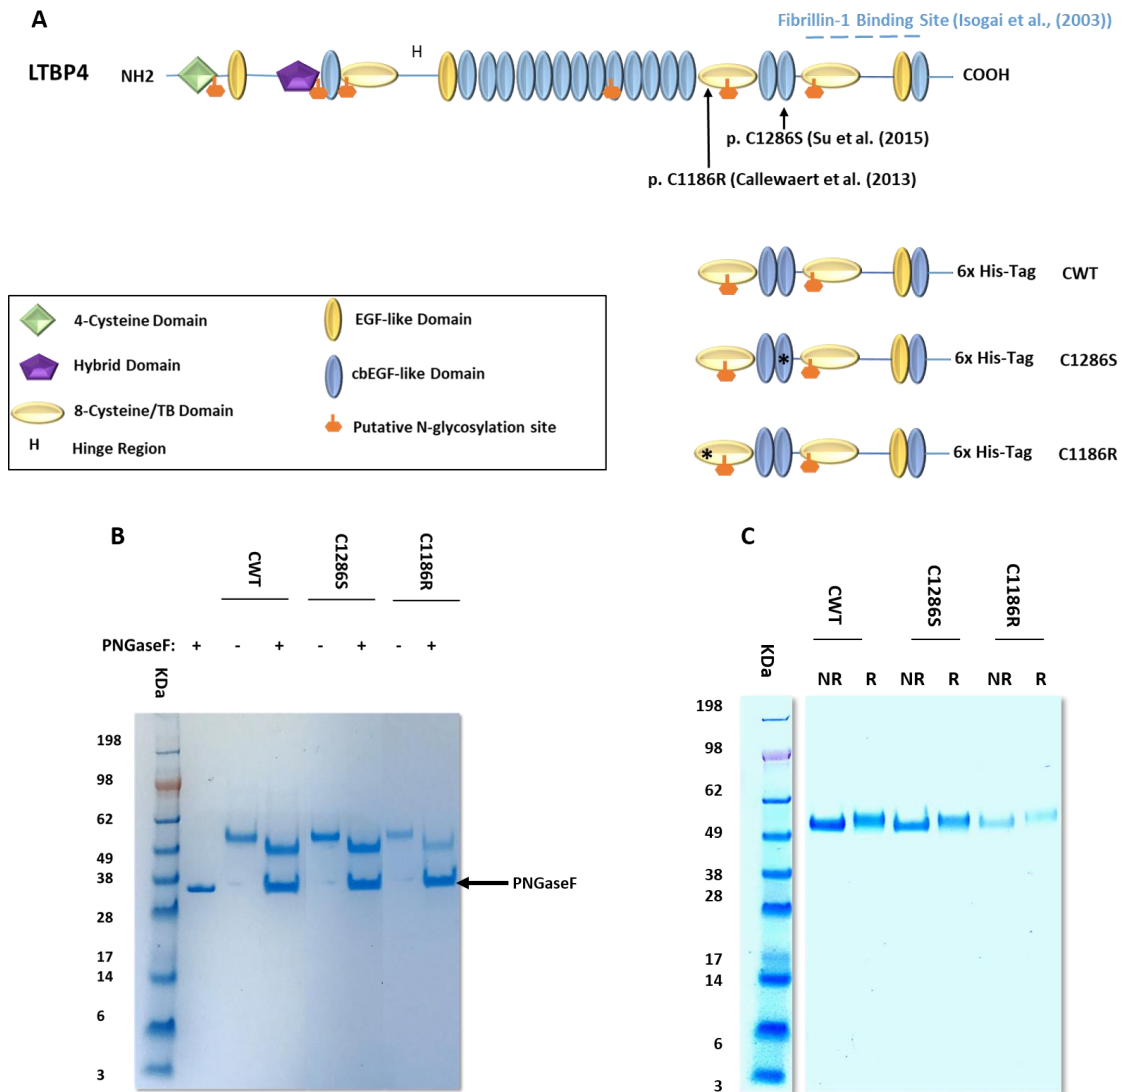 A
Fibrillin-1 Binding Site (Isogai et al., (2003))
H
LTBP4 NH2 COOH
p. C1286S (Su et al. (2015)
p. C1186R (Callewaert et al. (2013)
6x His-Tag CWT
* 6x His-Tag C1286S
* 6x His-Tag C1186R
4-Cysteine Domain
Hybrid Domain
8-Cysteine/TB Domain
H Hinge Region
EGF-like Domain
cbEGF-like Domain
Putative N-glycosylation site
B
CWT C1286S C1186R
PNGaseF: + - + - + - +
KDa
198
98
62
49
38
28
17
14
6
3
PNGaseF
C
CWT C1286S C1186R
KDa
NR R NR R NR R
198
98
62
49
38
28
17
14
6
3